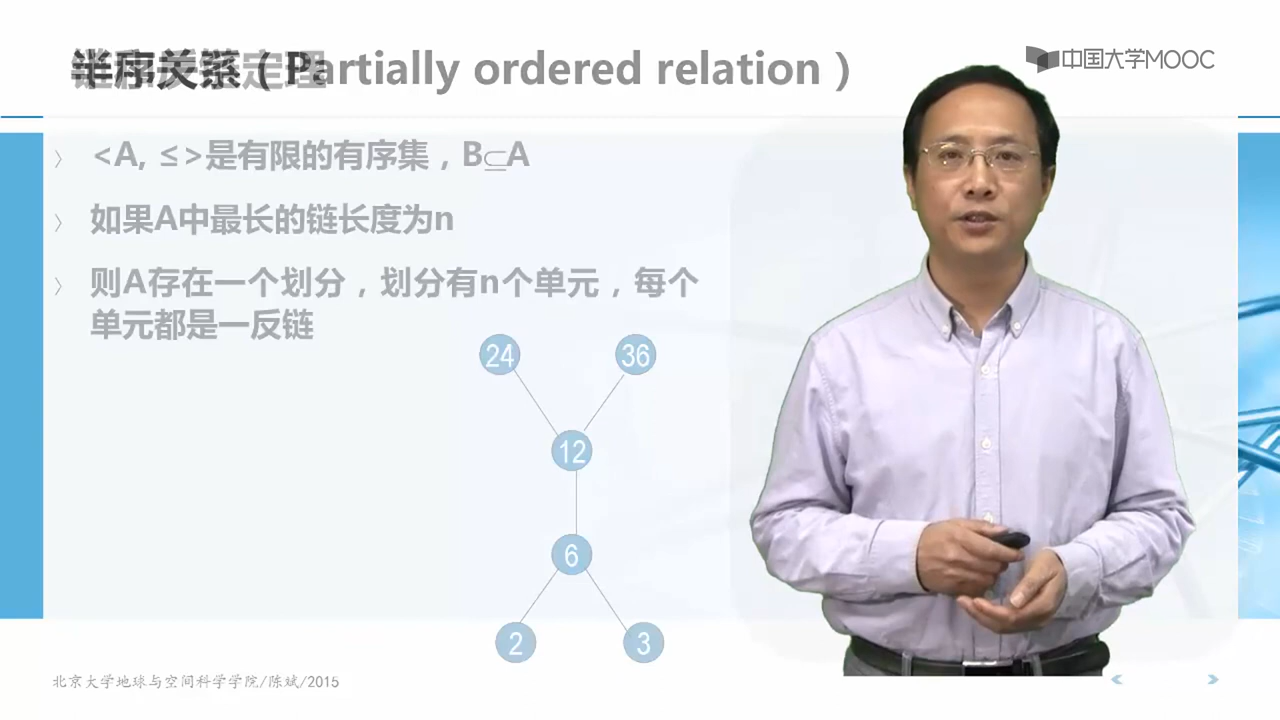 半序关系（Partially ordered relation）
中国大学MOOC
<A, ≤>是有限的有序集，B⊆A
如果A中最长的链长度为n
则A存在一个划分，划分有n个单元，每个
单元都是一反链
24 36
12
6
2 3
北京大学地球与空间科学学院/陈斌/2015